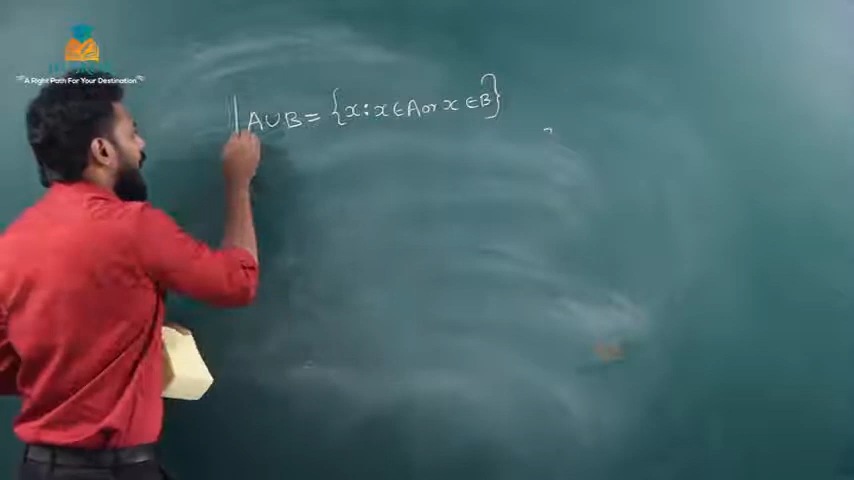 A Right Path For Your Destination
A∪B = {x : x ∈ A or x ∈ B}